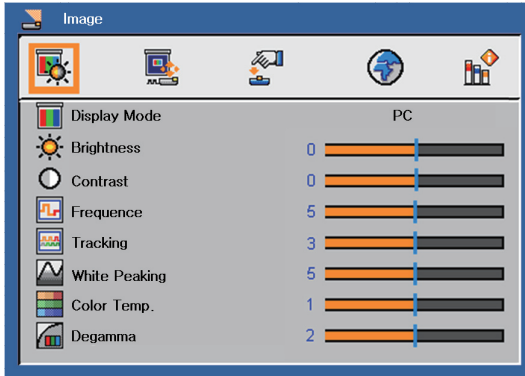 Image
Display Mode PC
Brightness 0
Contrast 0
Frequence 5
Tracking 3
White Peaking 5
Color Temp. 1
Degamma 2